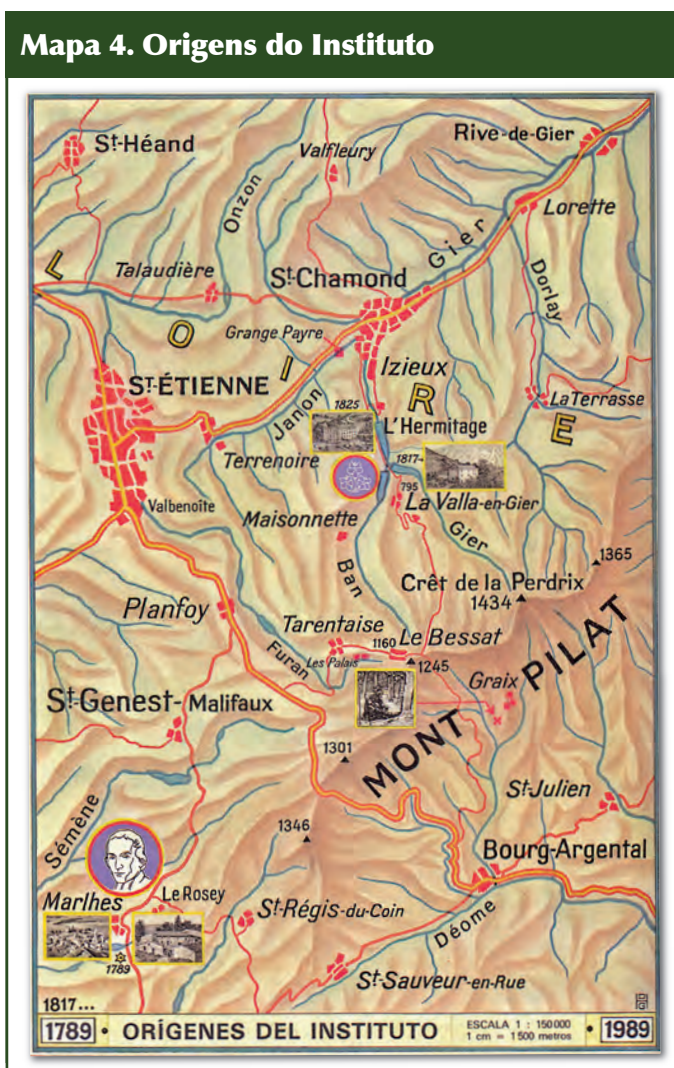 Mapa 4. Origens do Instituto
St-Héand
Valfleury
Rive-de-Gier
Onzon
Lorette
Gier
LOIRE
Talaudière
St-Chamond
Dorlay
Grange Payre
Izieux
St-ÉTIENNE
Janon
1825
L'Hermitage
La Terrasse
Terrenoire
1817
795
La Valla-en-Gier
Valbenoîte
Maisonnette
Gier
Ban
1365
Crêt de la Perdrix
1434
Planfoy
Tarentaise
1160 Le Bessat
Furan
Les Palais
1245
Graix
MONT PILAT
St-Genest-Malifaux
1301
St-Julien
Sémène
1346
Bourg-Argental
Marlhes
Le Rosey
St-Régis-du-Coin
Déome
1789
St-Sauveur-en-Rue
1817...
1789 • ORÍGENES DEL INSTITUTO
ESCALA 1 : 150000
1 cm = 1500 metros
• 1989